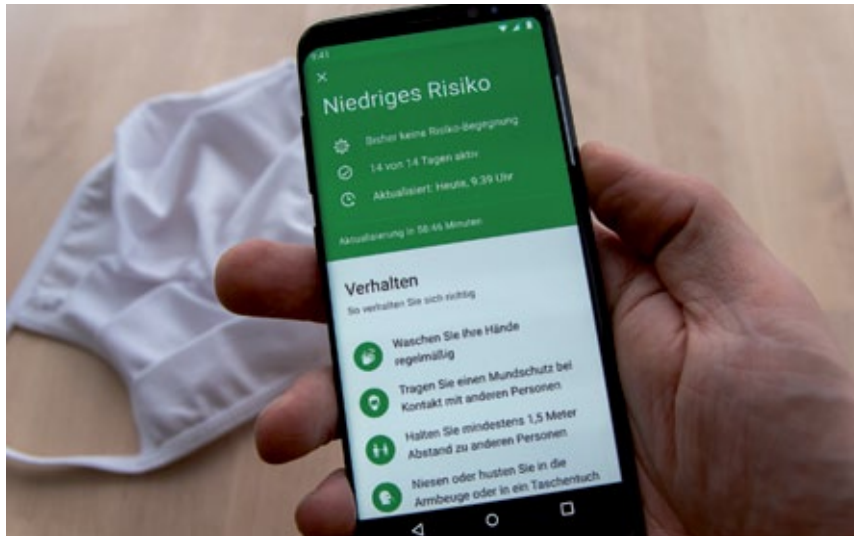 9:41
Niedriges Risiko
Bisher keine Risiko-Begegnung
14 von 14 Tagen aktiv
Aktualisiert: Heute, 9:39 Uhr
Aktualisierung in 56:46 Minuten
Verhalten
So verhalten Sie sich richtig
Waschen Sie Ihre Hände
regelmäßig
Tragen Sie einen Mundschutz bei
Kontakt mit anderen Personen
Halten Sie mindestens 1,5 Meter
Abstand zu anderen Personen
Niesen oder husten Sie in die
Armbeuge oder in ein Taschentuch